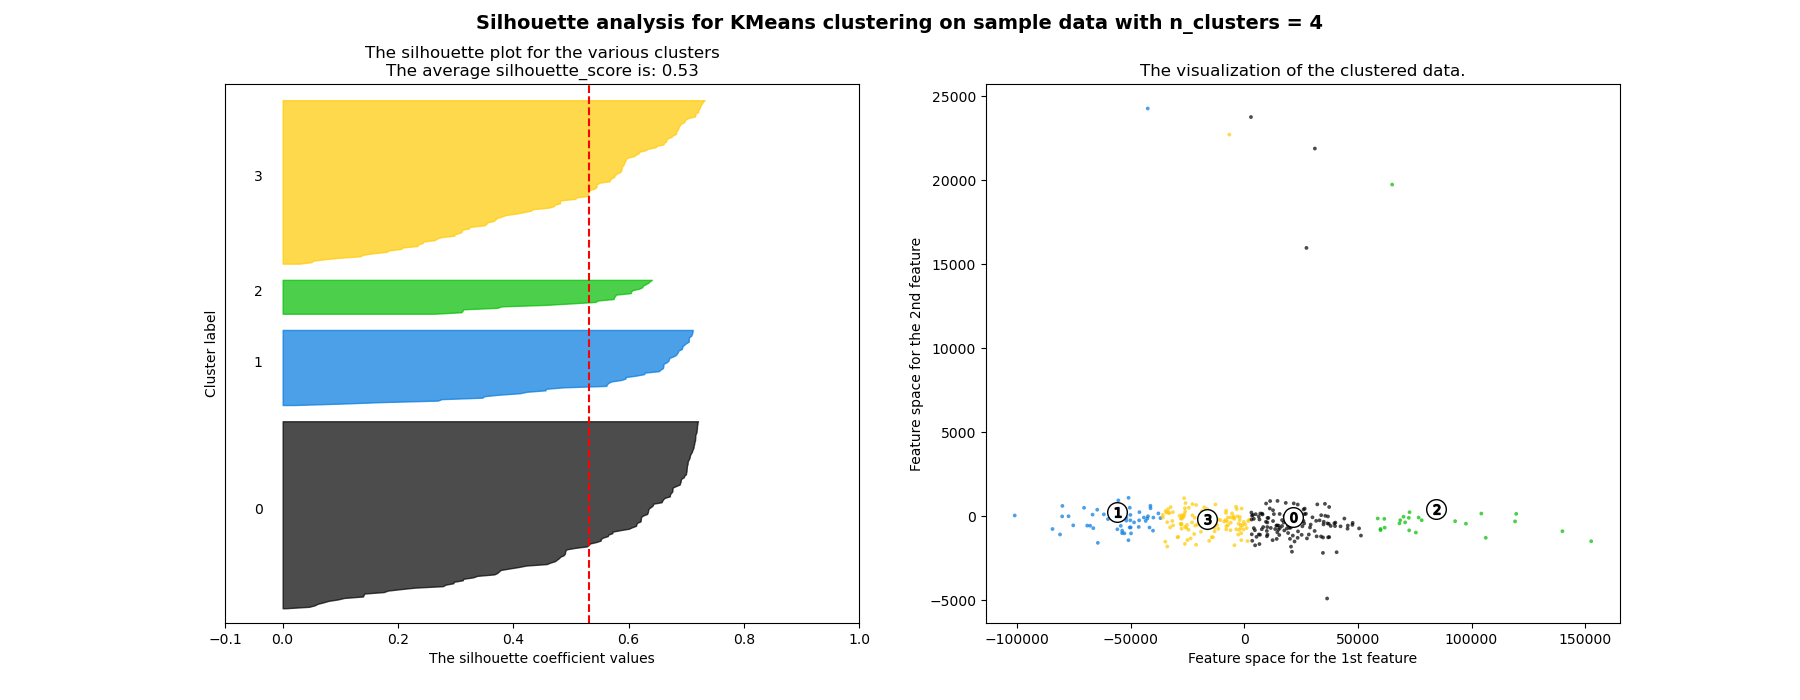 Silhouette analysis for KMeans clustering on sample data with n_clusters = 4
The silhouette plot for the various clusters
The average silhouette_score is: 0.53
3
2
1
0
Cluster label
−0.1 0.0 0.2 0.4 0.6 0.8 1.0
The silhouette coefficient values
The visualization of the clustered data.
25000
20000
15000
10000
5000
0
−5000
Feature space for the 2nd feature
1 3 0 2
−100000 −50000 0 50000 100000 150000
Feature space for the 1st feature